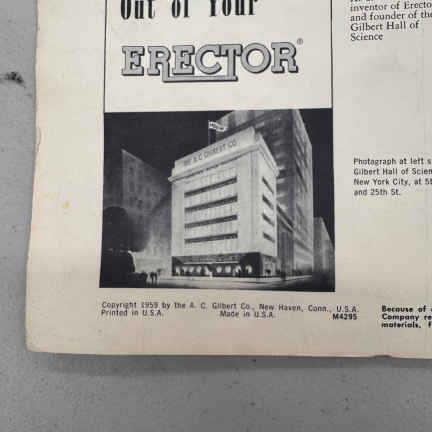 Out of Your
ERECTOR®
THE A.C. GILBERT CO.
inventor of Erecto
and founder of the
Gilbert Hall of
Science
Photograph at left s
Gilbert Hall of Scien
New York City, at 5t
and 25th St.
Copyright 1959 by the A. C. Gilbert Co., New Haven, Conn., U.S.A.
Printed in U.S.A. Made in U.S.A. M4295
Because of
Company re
materials, f